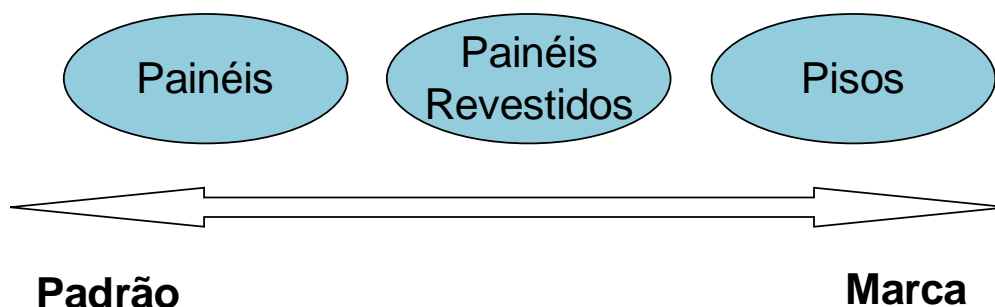 Painéis
Painéis
Revestidos
Pisos
Padrão
Marca